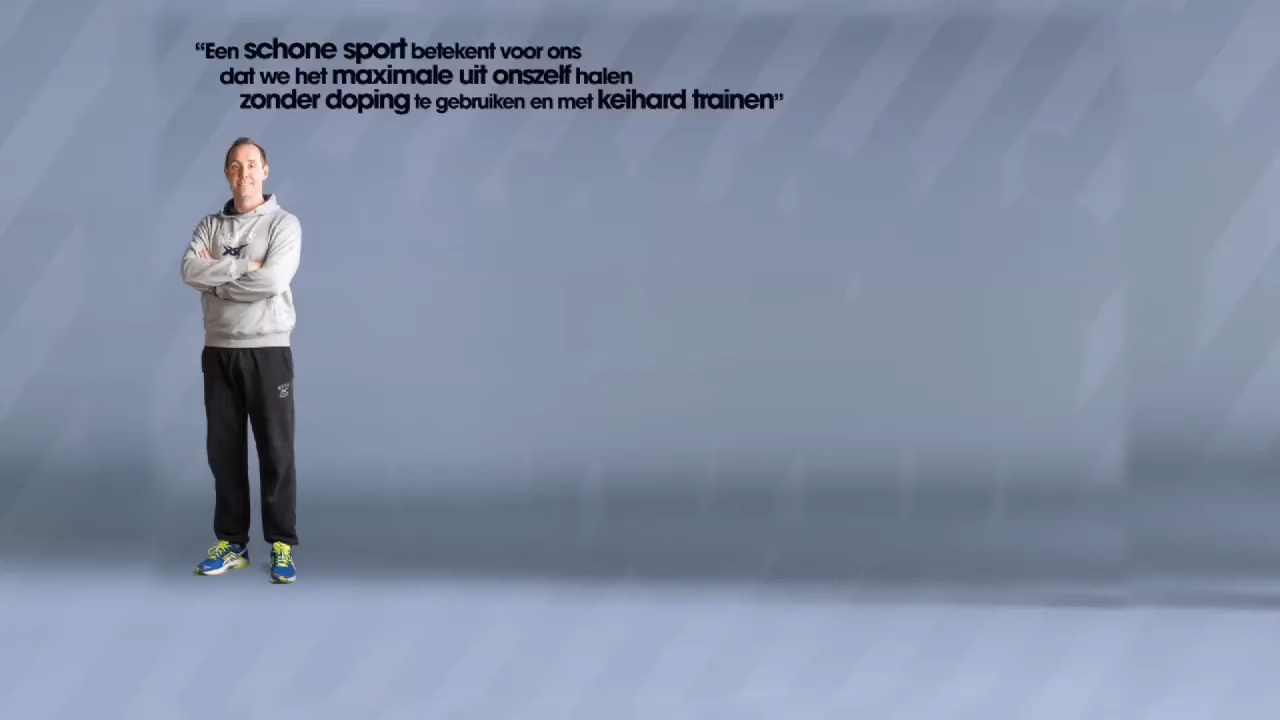 “Een schone sport betekent voor ons
dat we het maximale uit onszelf halen
zonder doping te gebruiken en met keihard trainen”